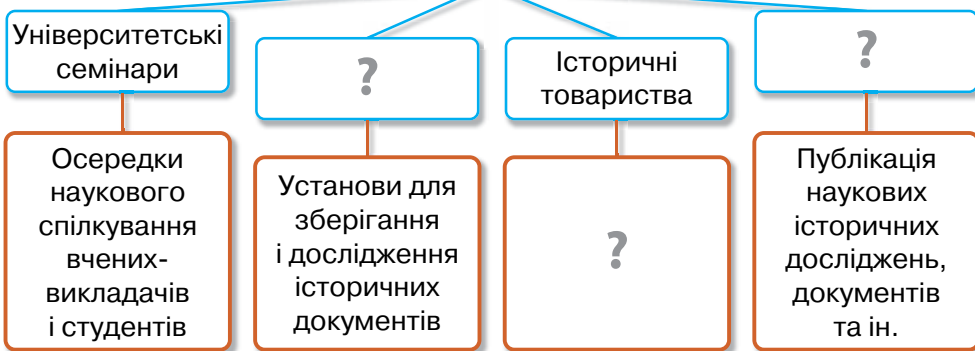 Університетські
семінари
?
Історичні
товариства
?
Осередки
наукового
спілкування
вчених-
викладачів
і студентів
Установи для
зберігання
і дослідження
історичних
документів
?
Публікація
наукових
історичних
досліджень,
документів
та ін.